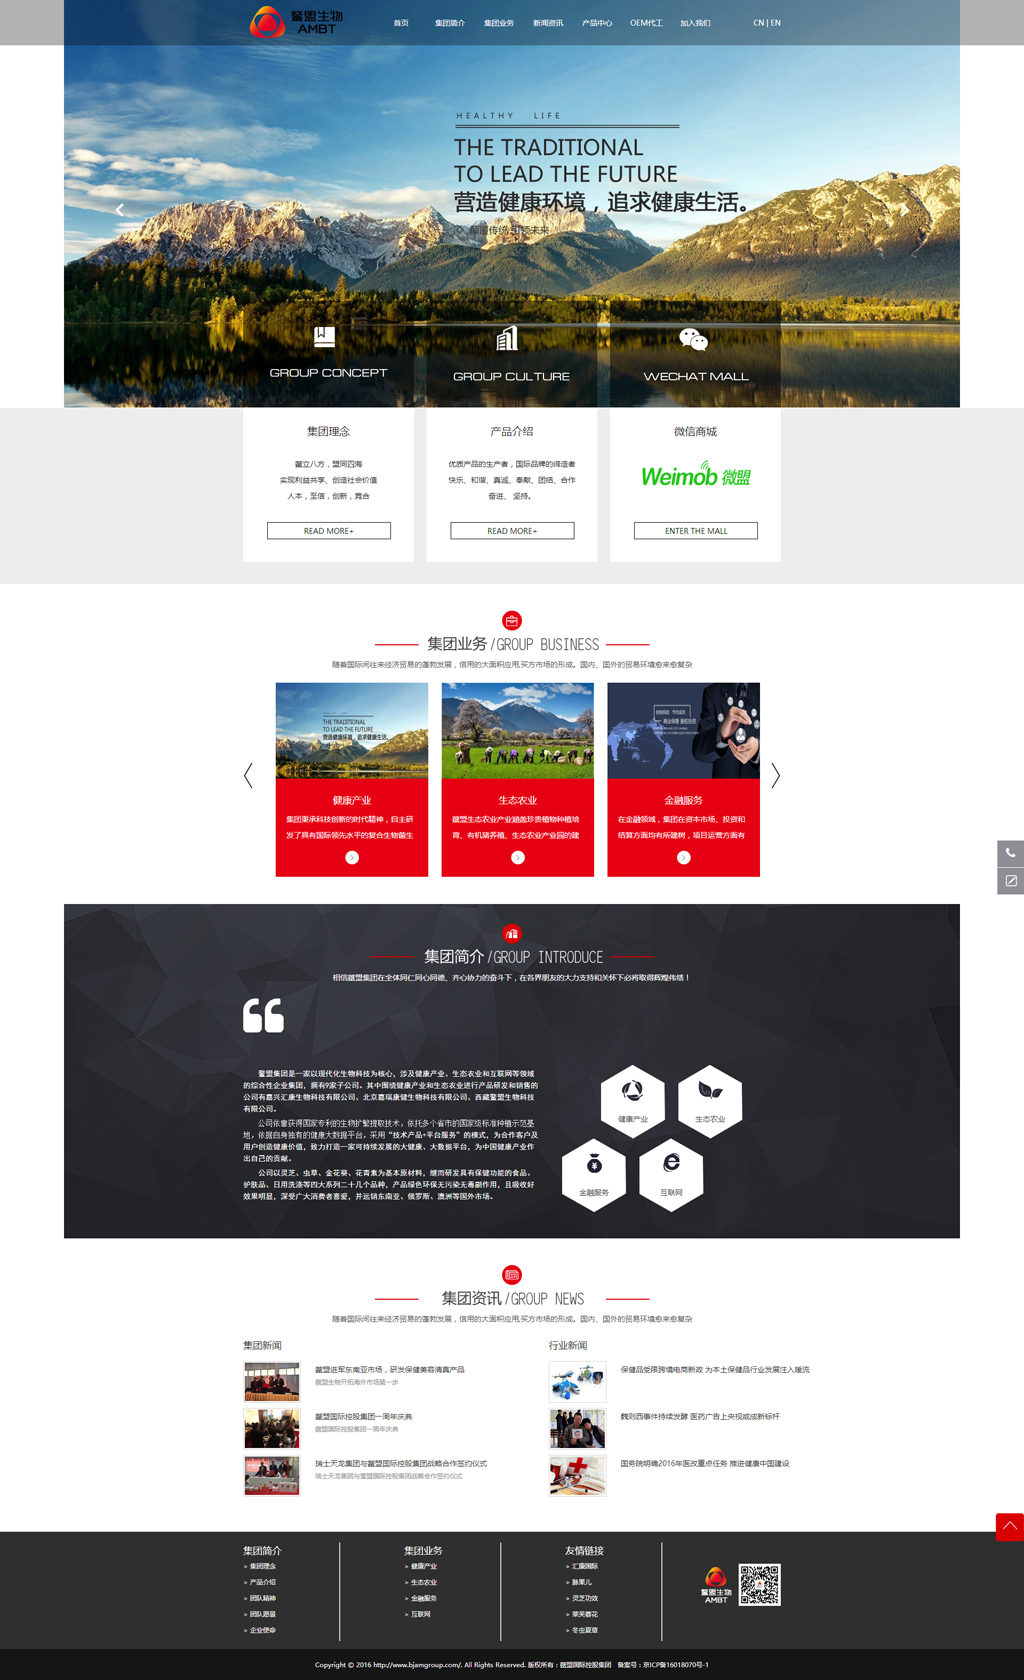 鳌盟生物
AMBT
首页 集团简介 集团业务 新闻资讯 产品中心 OEM代工 加入我们 CN | EN
HEALTHY LIFE
THE TRADITIONAL
TO LEAD THE FUTURE
营造健康环境，追求健康生活。
GROUP CONCEPT
GROUP CULTURE
WECHAT MALL
集团理念
鳌立八方，盟同四海
实现利益共享、创造社会价值
人本，至信，创新，竞合
READ MORE+
产品介绍
优质产品的生产者，国际品牌的缔造者
快乐、和谐、真诚、奉献、团结、合作
奋进、坚持。
READ MORE+
微信商城
Weimob 微盟
ENTER THE MALL
集团业务 / GROUP BUSINESS
随着国际间往来经济贸易的蓬勃发展，信用的大面积应用,买方市场的形成。国内、国外的贸易环境愈来愈复杂
THE TRADITIONAL
TO LEAD THE FUTURE
营造健康环境，追求健康生活。
健康产业
集团秉承科技创新的时代精神，自主研
发了具有国际领先水平的复合生物菌生
生态农业
鳌盟生态农业产业涵盖珍贵植物种植培
育、有机猪养殖、生态农业产业园的建
金融服务
在金融领域，集团在资本市场、投资和
结算方面均有所建树，项目运营方面有
集团简介 / GROUP INTRODUCE
相信鳌盟集团在全体同仁同心同德、齐心协力的奋斗下，在各界朋友的大力支持和关怀下必将取得辉煌伟绩！
鳌盟集团是一家以现代化生物科技为核心，涉及健康产业、生态农业和互联网等领域
的综合性企业集团，拥有9家子公司。其中围绕健康产业和生态农业进行产品研发和销售的
公司有嘉兴汇康生物科技有限公司、北京嘉瑞康健生物科技有限公司、西藏鳌盟生物科技
有限公司。
公司依靠获得国家专利的生物扩繁提取技术，依托多个省市的国家级标准种植示范基
地，依据自身独有的健康大数据平台，采用“技术产品+平台服务”的模式，为合作客户及
用户创造健康价值，致力打造一家可持续发展的大健康、大数据平台，为中国健康产业作
出自己的贡献。
公司以灵芝、虫草、金花葵、花青素为基本原材料，继而研发具有保健功能的食品、
护肤品、日用洗涤等四大系列二十几个品种，产品绿色环保无污染无毒副作用，且吸收好
效果明显，深受广大消费者喜爱，并远销东南亚、俄罗斯、澳洲等国外市场。
健康产业
生态农业
金融服务
互联网
集团资讯 / GROUP NEWS
随着国际间往来经济贸易的蓬勃发展，信用的大面积应用,买方市场的形成。国内、国外的贸易环境愈来愈复杂
集团新闻
鳌盟进军东南亚市场，研发保健美容清真产品
鳌盟生物开拓海外市场第一步
鳌盟国际控股集团一周年庆典
鳌盟国际控股集团一周年庆典
瑞士天龙集团与鳌盟国际控股集团战略合作签约仪式
瑞士天龙集团与鳌盟国际控股集团战略合作签约仪式
行业新闻
保健品受限跨境电商新政 为本土保健品行业发展注入暖流
魏则西事件持续发酵 医药广告上央视或成新标杆
国务院明确2016年医改重点任务 推进健康中国建设
集团简介
> 集团理念
> 产品介绍
> 团队精神
> 团队愿景
> 企业使命
集团业务
> 健康产业
> 生态农业
> 金融服务
> 互联网
友情链接
> 汇康国际
> 脉果儿
> 灵芝功效
> 莱芙蓉花
> 冬虫夏草
鳌盟生物
AMBT
Copyright © 2016 http://www.bjamgroup.com/. All Rights Reserved. 版权所有：鳌盟国际控股集团 备案号：京ICP备16018070号-1